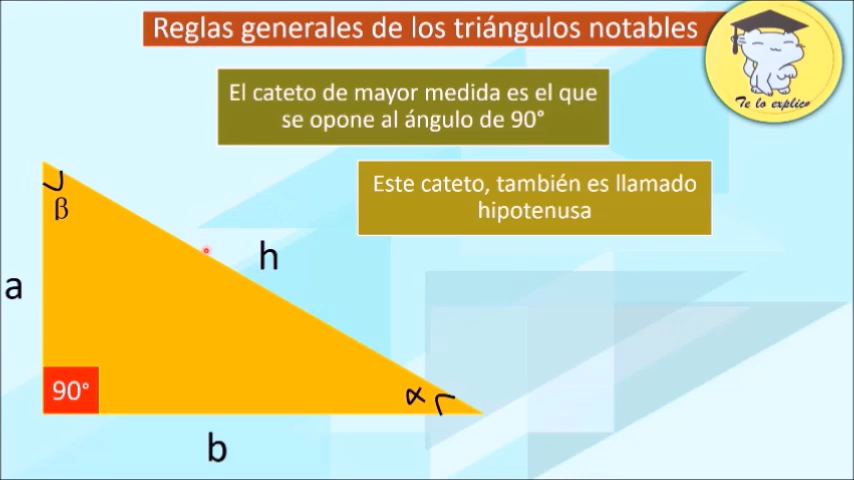 Reglas generales de los triángulos notables
Te lo explico
El cateto de mayor medida es el que
se opone al ángulo de 90°
Este cateto, también es llamado
hipotenusa
β
h
a
90°
α
b